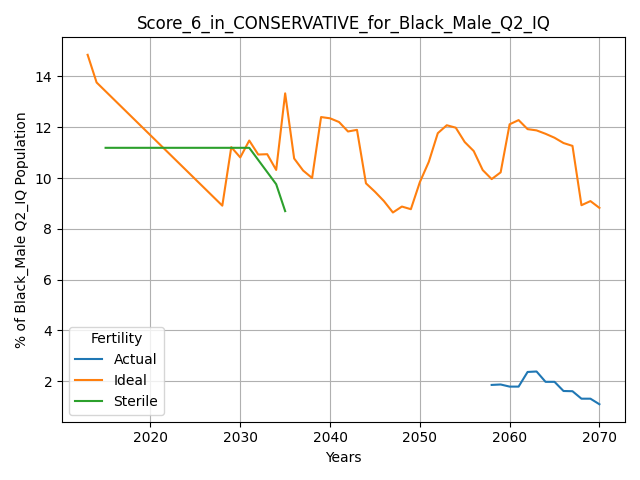 Score_6_in_CONSERVATIVE_for_Black_Male_Q2_IQ
% of Black_Male Q2_IQ Population
14
12
10
8
6
4
2
Fertility
Actual
Ideal
Sterile
2020 2030 2040 2050 2060 2070
Years